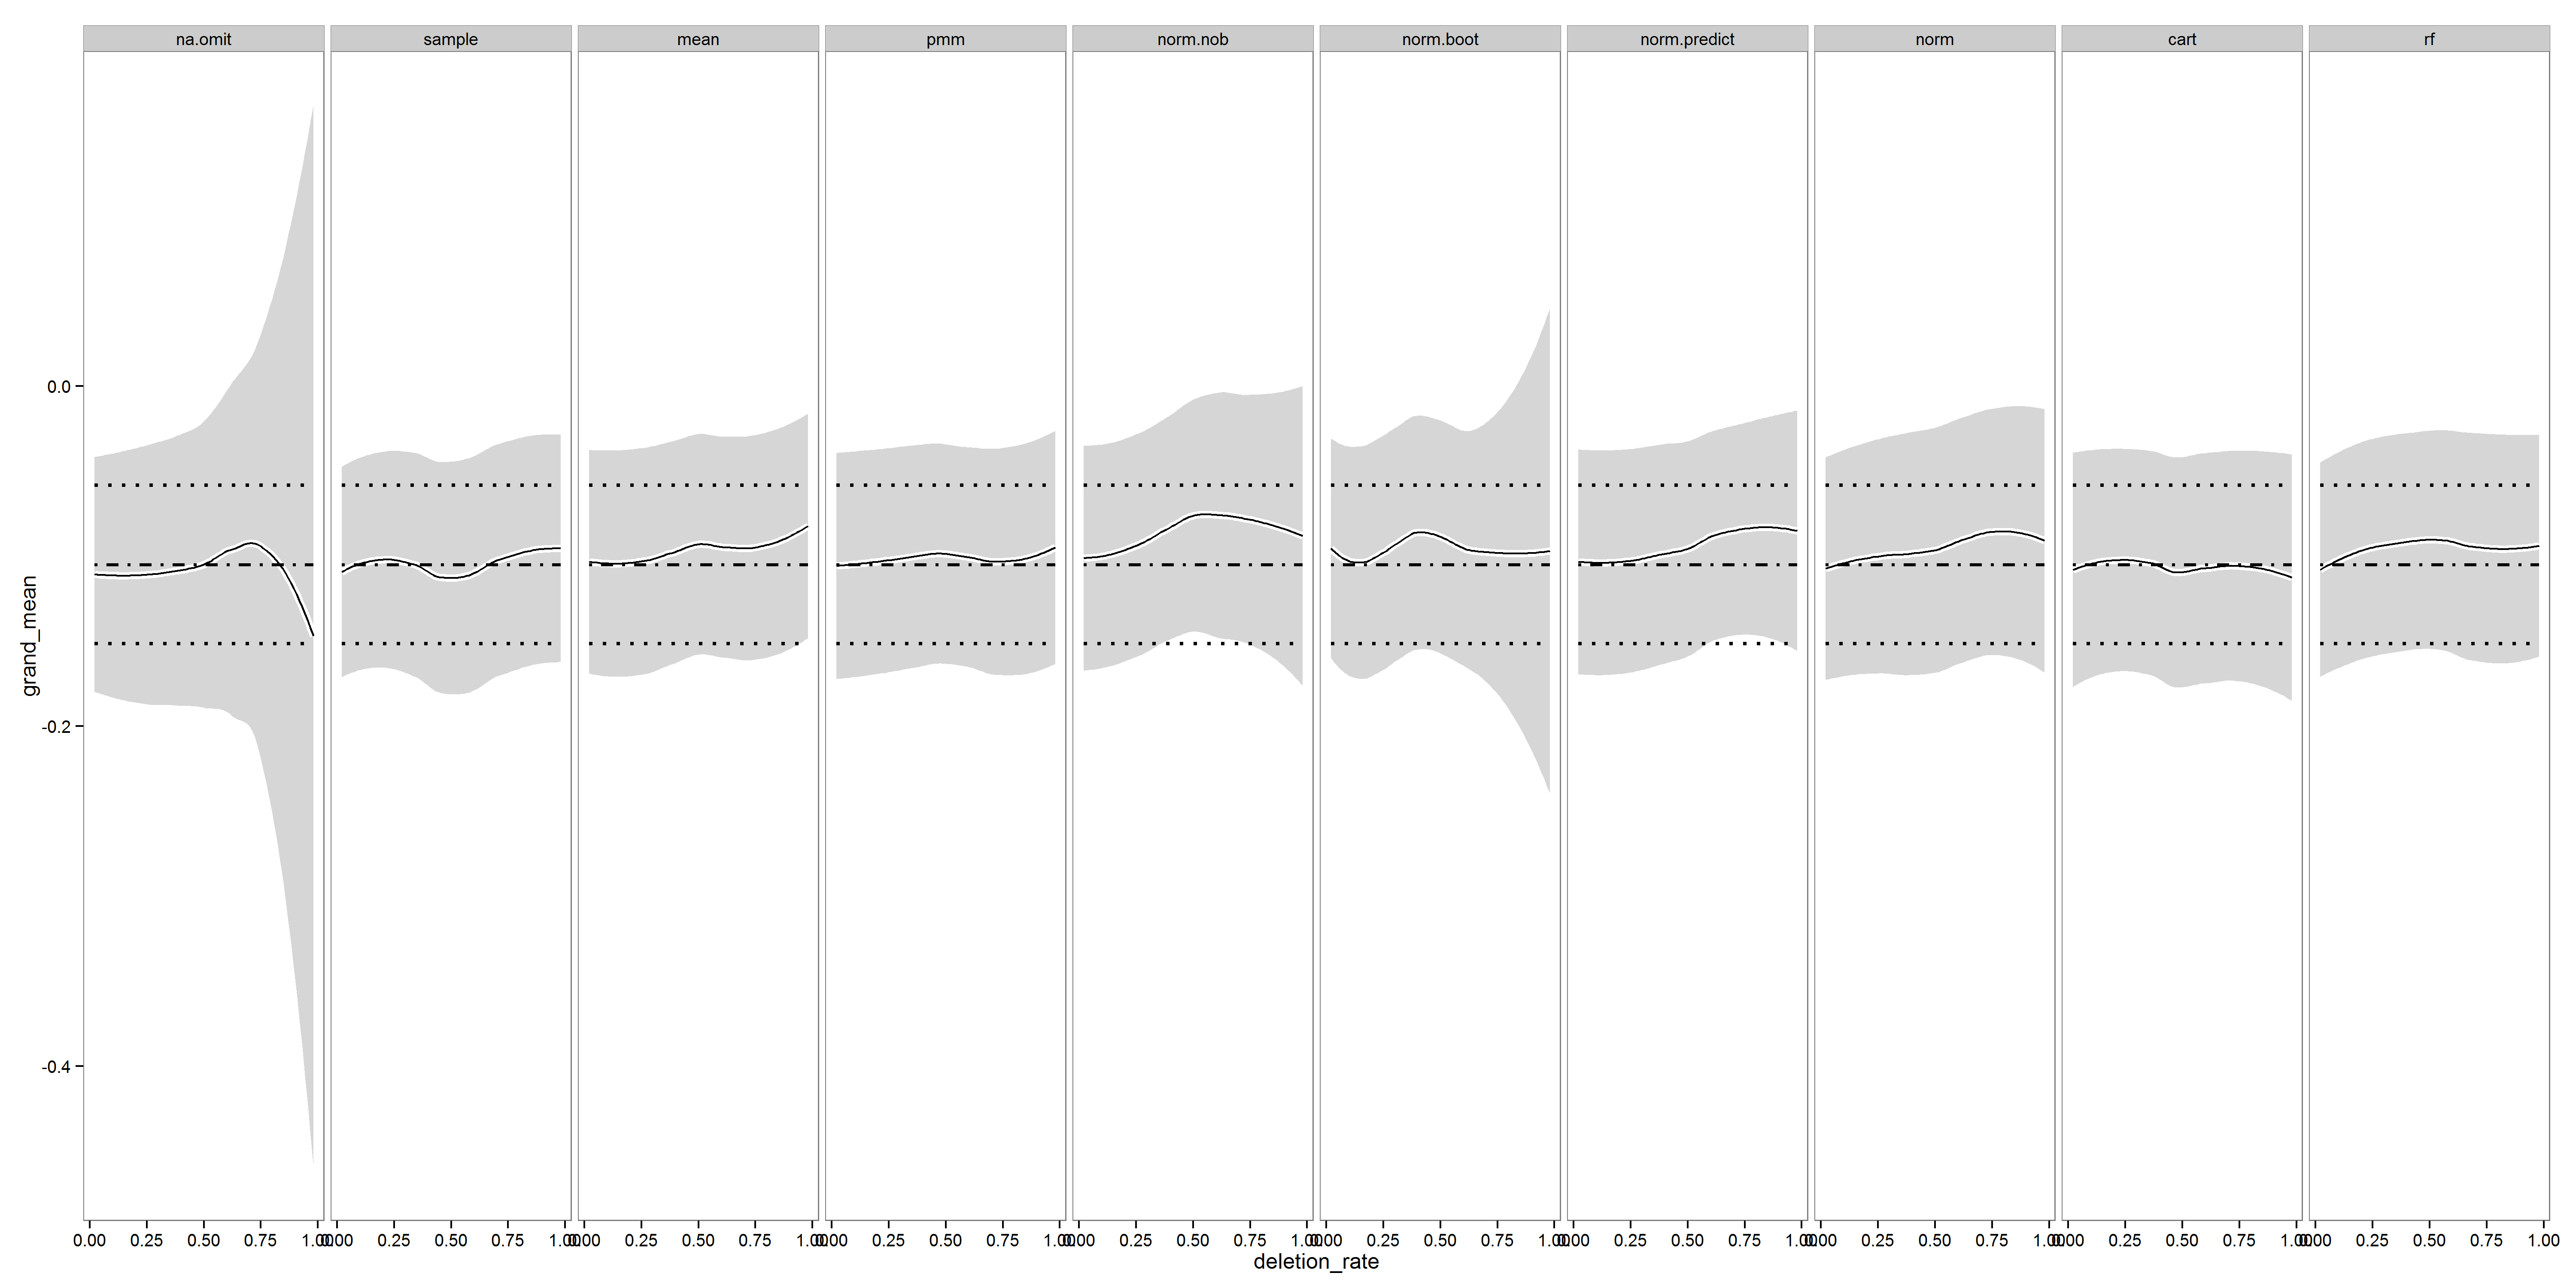 na.omit sample mean pmm norm.nob norm.boot norm.predict norm cart rf
0.0
-0.2
-0.4
grand_mean
0.00 0.25 0.50 0.75 1.00 0.00 0.25 0.50 0.75 1.00 0.00 0.25 0.50 0.75 1.00 0.00 0.25 0.50 0.75 1.00 0.00 0.25 0.50 0.75 1.00 0.00 0.25 0.50 0.75 1.00 0.00 0.25 0.50 0.75 1.00 0.00 0.25 0.50 0.75 1.00 0.00 0.25 0.50 0.75 1.00 0.00 0.25 0.50 0.75 1.00
deletion_rate